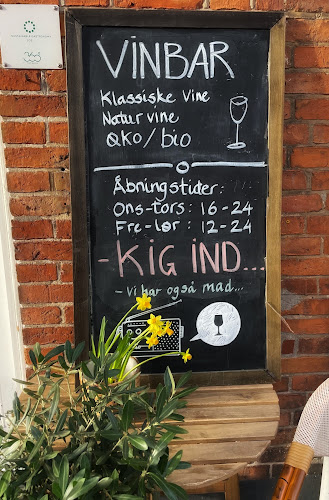 VINBAR
Klassiske Vine
Natur vine
ØKO/bio
Åbningstider:
Ons-tors: 16-24
Fre-lør: 12-24
-KIG IND...
-Vi har også mad...